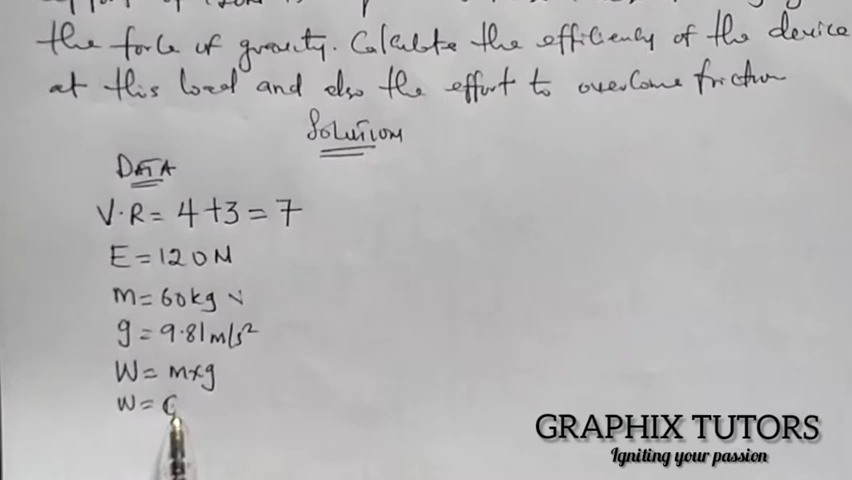 the force of gravity. Calculate the efficiency of the device
at this load and also the effort to overcome friction
SOLUTION
DATA
V.R = 4+3 = 7
E = 120N
m = 60kg
g = 9.81m/s²
W = mxg
W =
GRAPHIX TUTORS
Igniting your passion